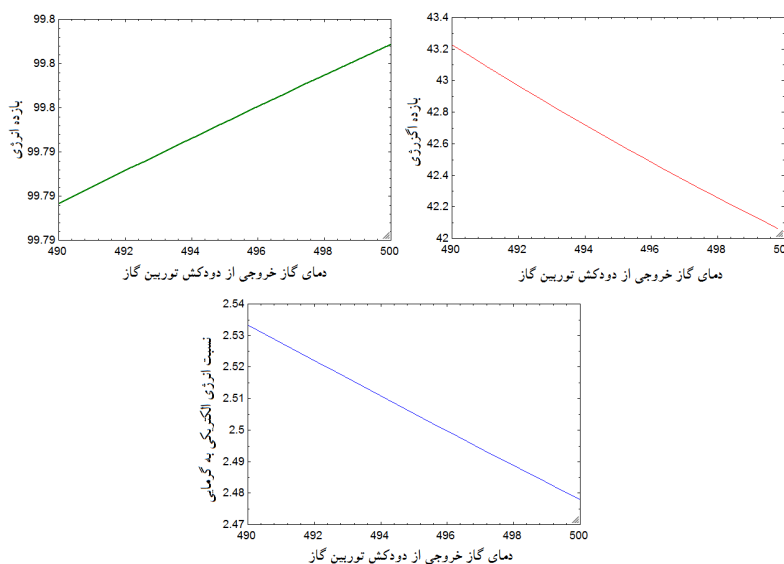 99.8
99.8
99.8
99.79
99.79
99.79
490 492 494 496 498 500
بازده انرژی
دمای گاز خروجی از دودکش توربین گاز
43.4
43.2
43
42.8
42.6
42.4
42.2
42
490 492 494 496 498 500
بازده اگزرژی
دمای گاز خروجی از دودکش توربین گاز
2.54
2.53
2.52
2.51
2.5
2.49
2.48
2.47
490 492 494 496 498 500
نسبت انرژی الکتریکی به گرمایی
دمای گاز خروجی از دودکش توربین گاز